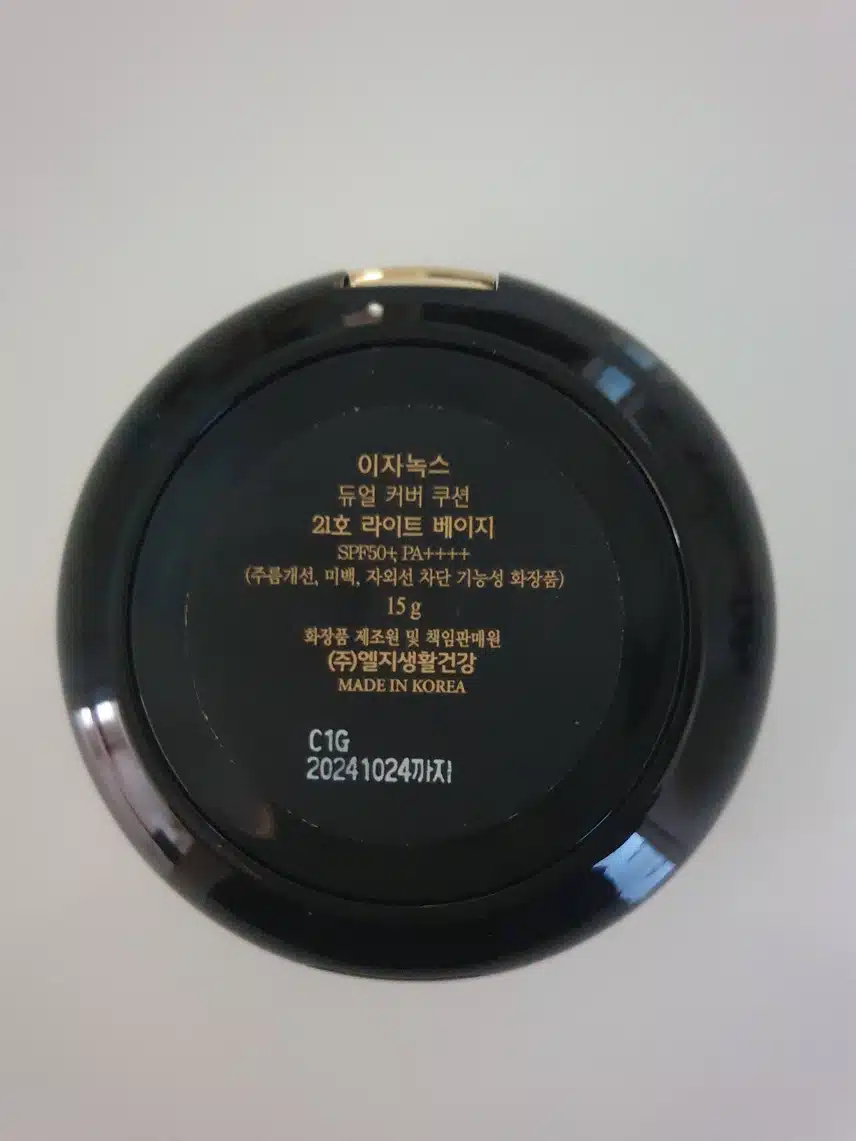 이자녹스
듀얼 커버 쿠션
21호 라이트 베이지
SPF50+, PA++++
(주름개선, 미백, 자외선 차단 기능성 화장품)
15 g
화장품 제조원 및 책임판매원
(주)엘지생활건강
MADE IN KOREA
C1G
20241024까지